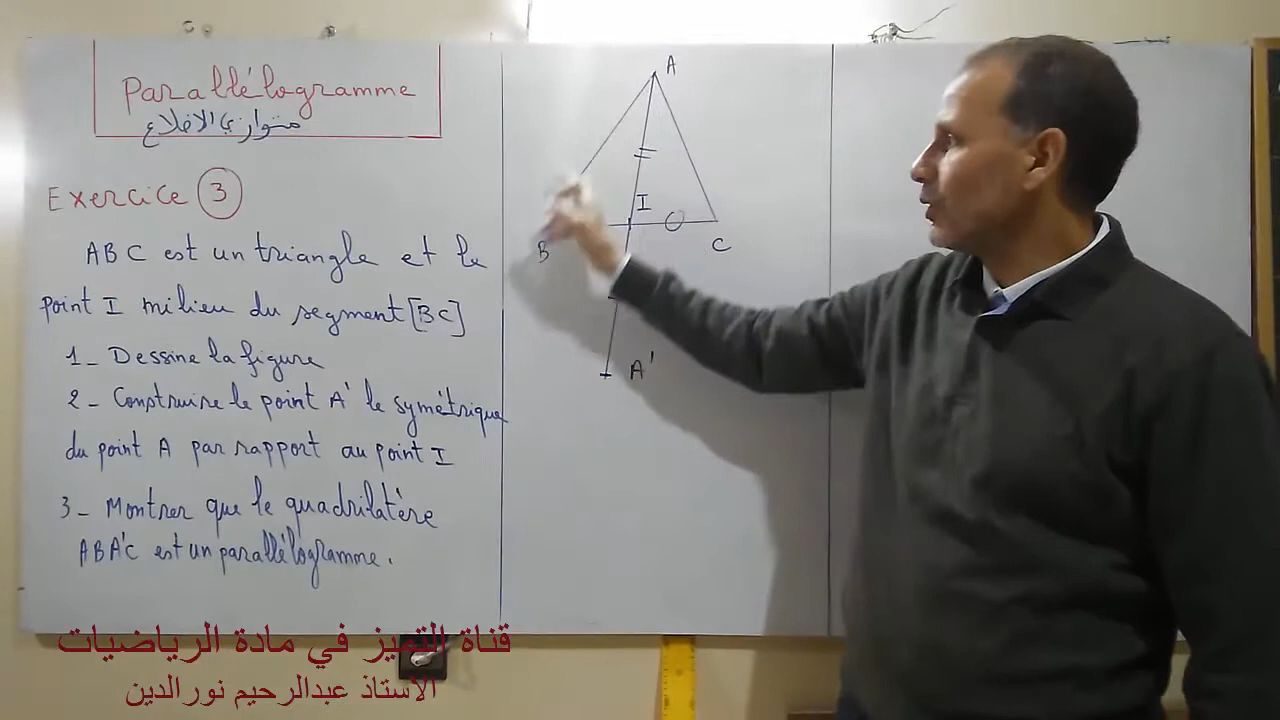 Parallélogramme
متوازي الاضلاع
Exercice 3
ABC est un triangle et le
point I milieu du segment [BC]
1_ Dessine la figure
2_ Construire le point A' le symétrique
du point A par rapport au point I
3_ Montrer que le quadrilatère
ABA'C est un parallélogramme.
A
I
B
C
A'
قناة التميز في مادة الرياضيات
الاستاذ عبدالرحيم نورالدين